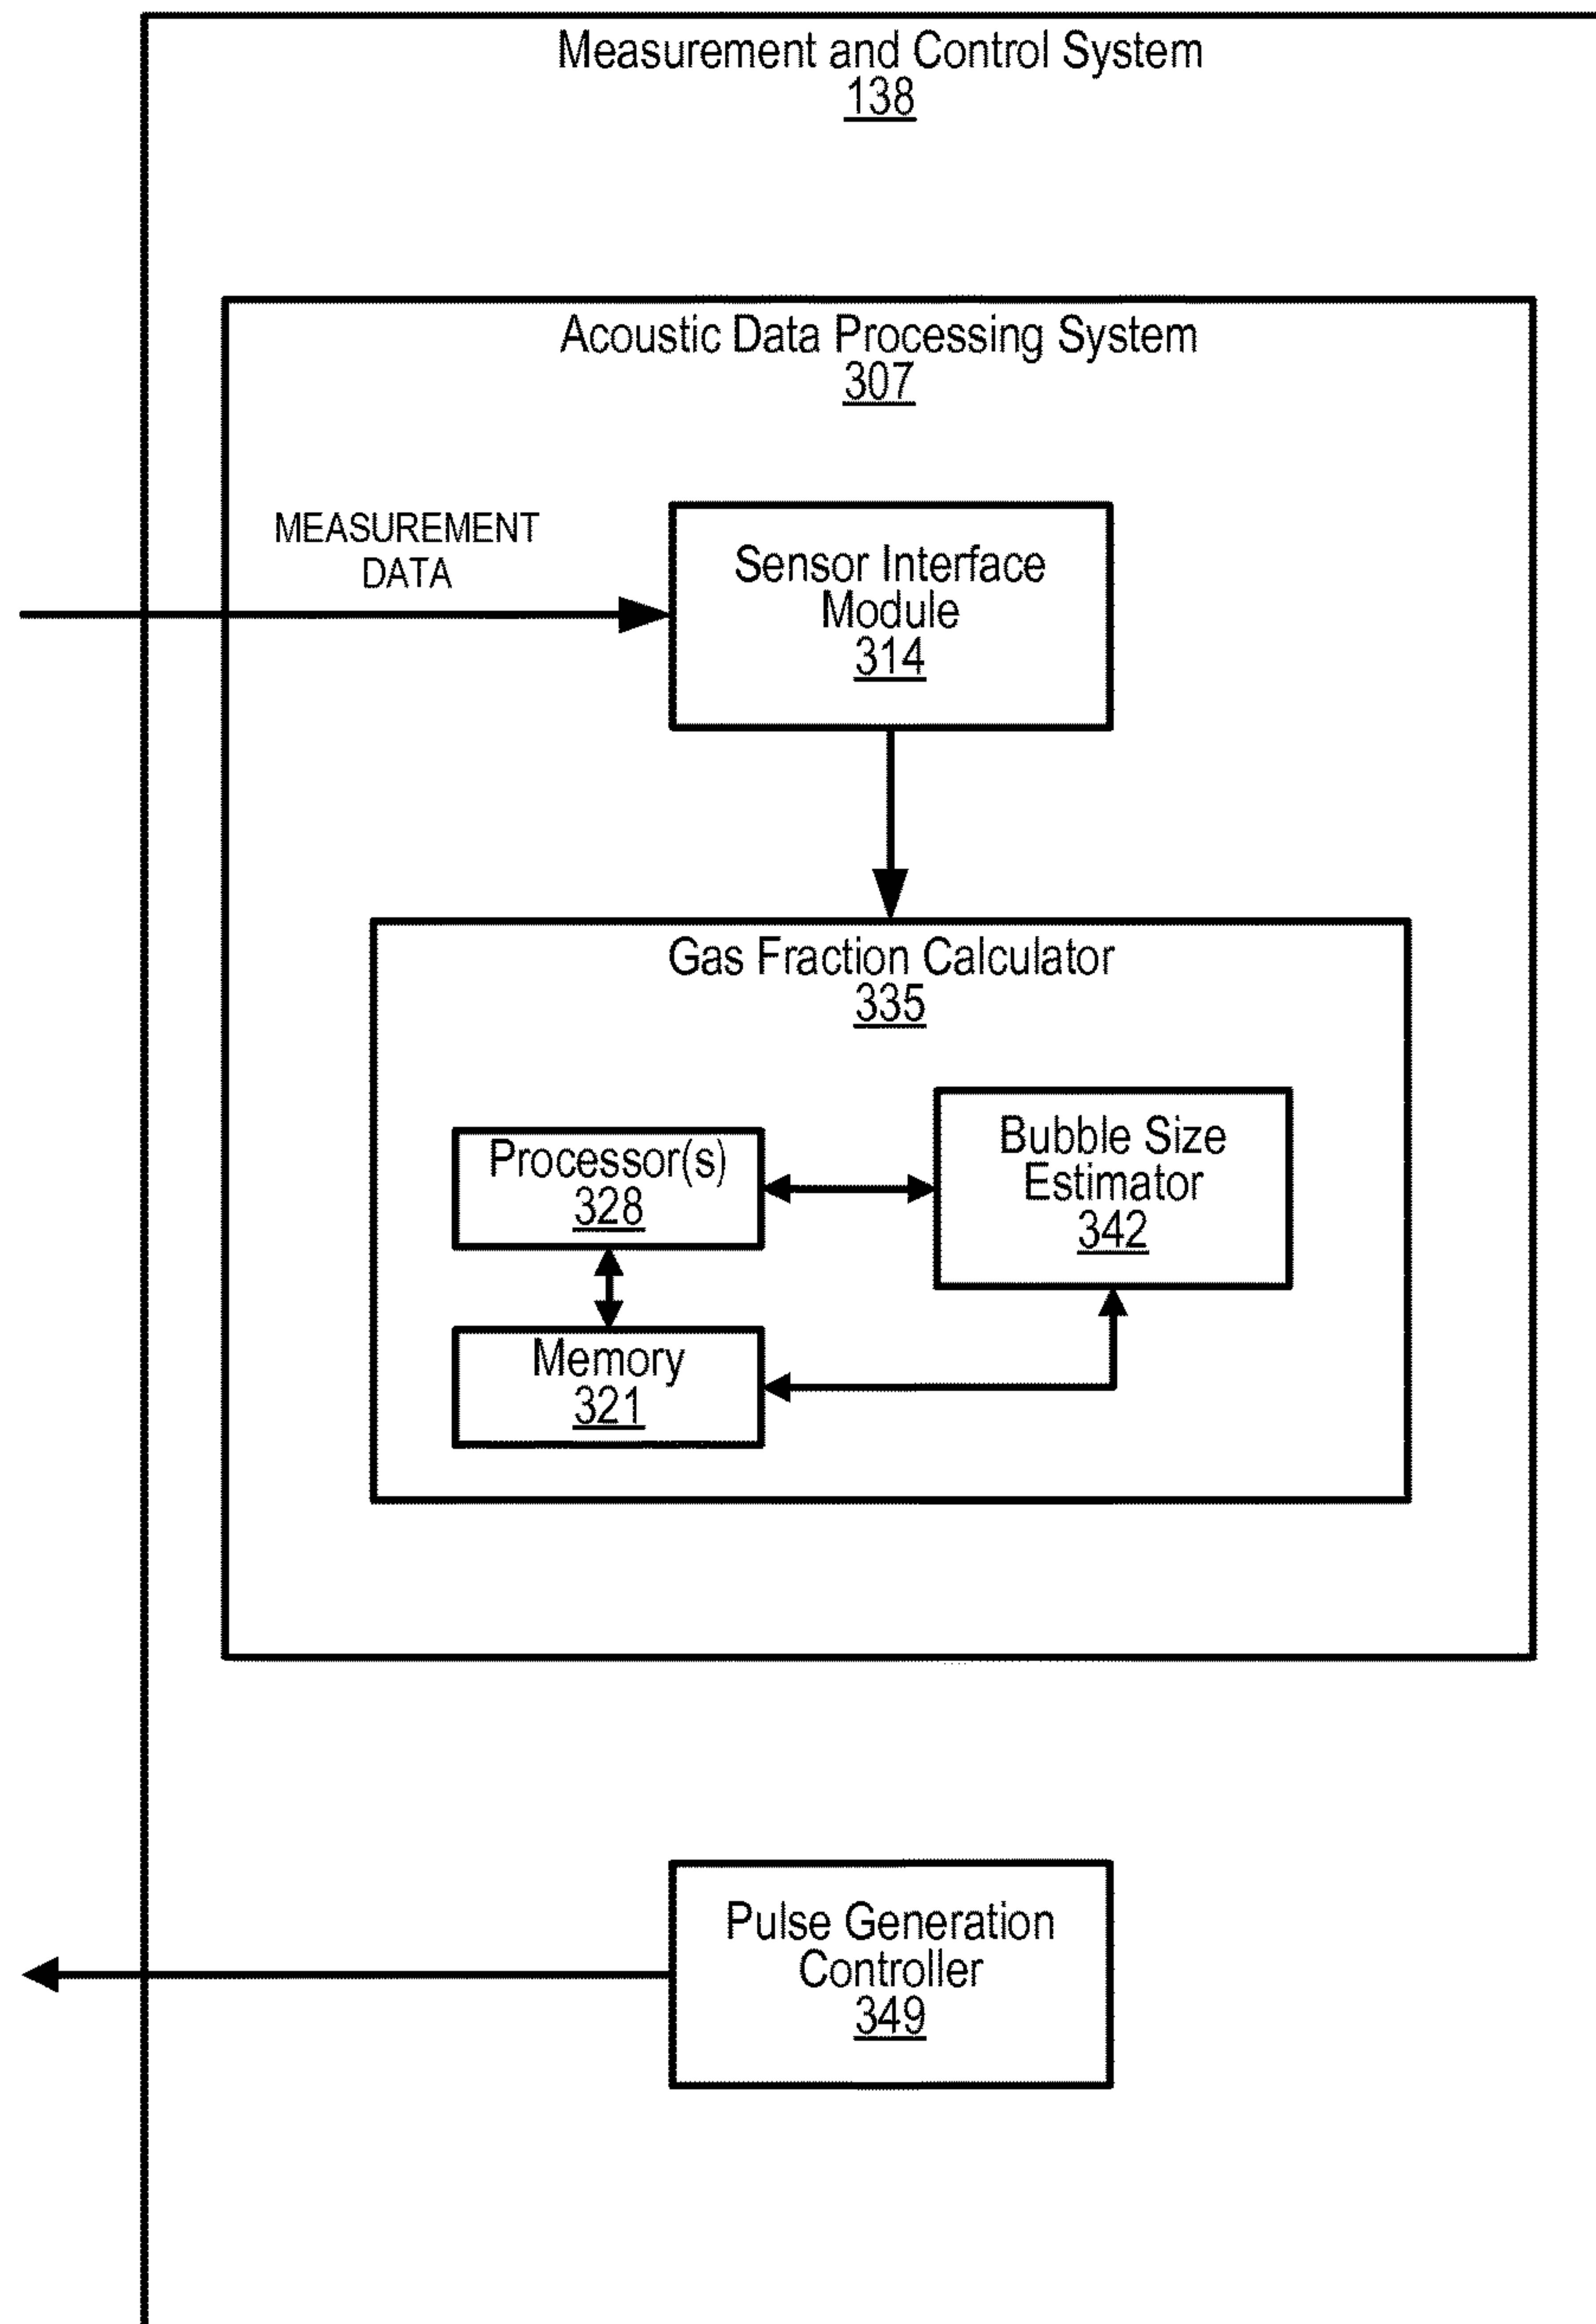 Measurement and Control System
138
Acoustic Data Processing System
307
MEASUREMENT
DATA
Sensor Interface
Module
314
Gas Fraction Calculator
335
Processor(s)
328
Bubble Size
Estimator
342
Memory
321
Pulse Generation
Controller
349